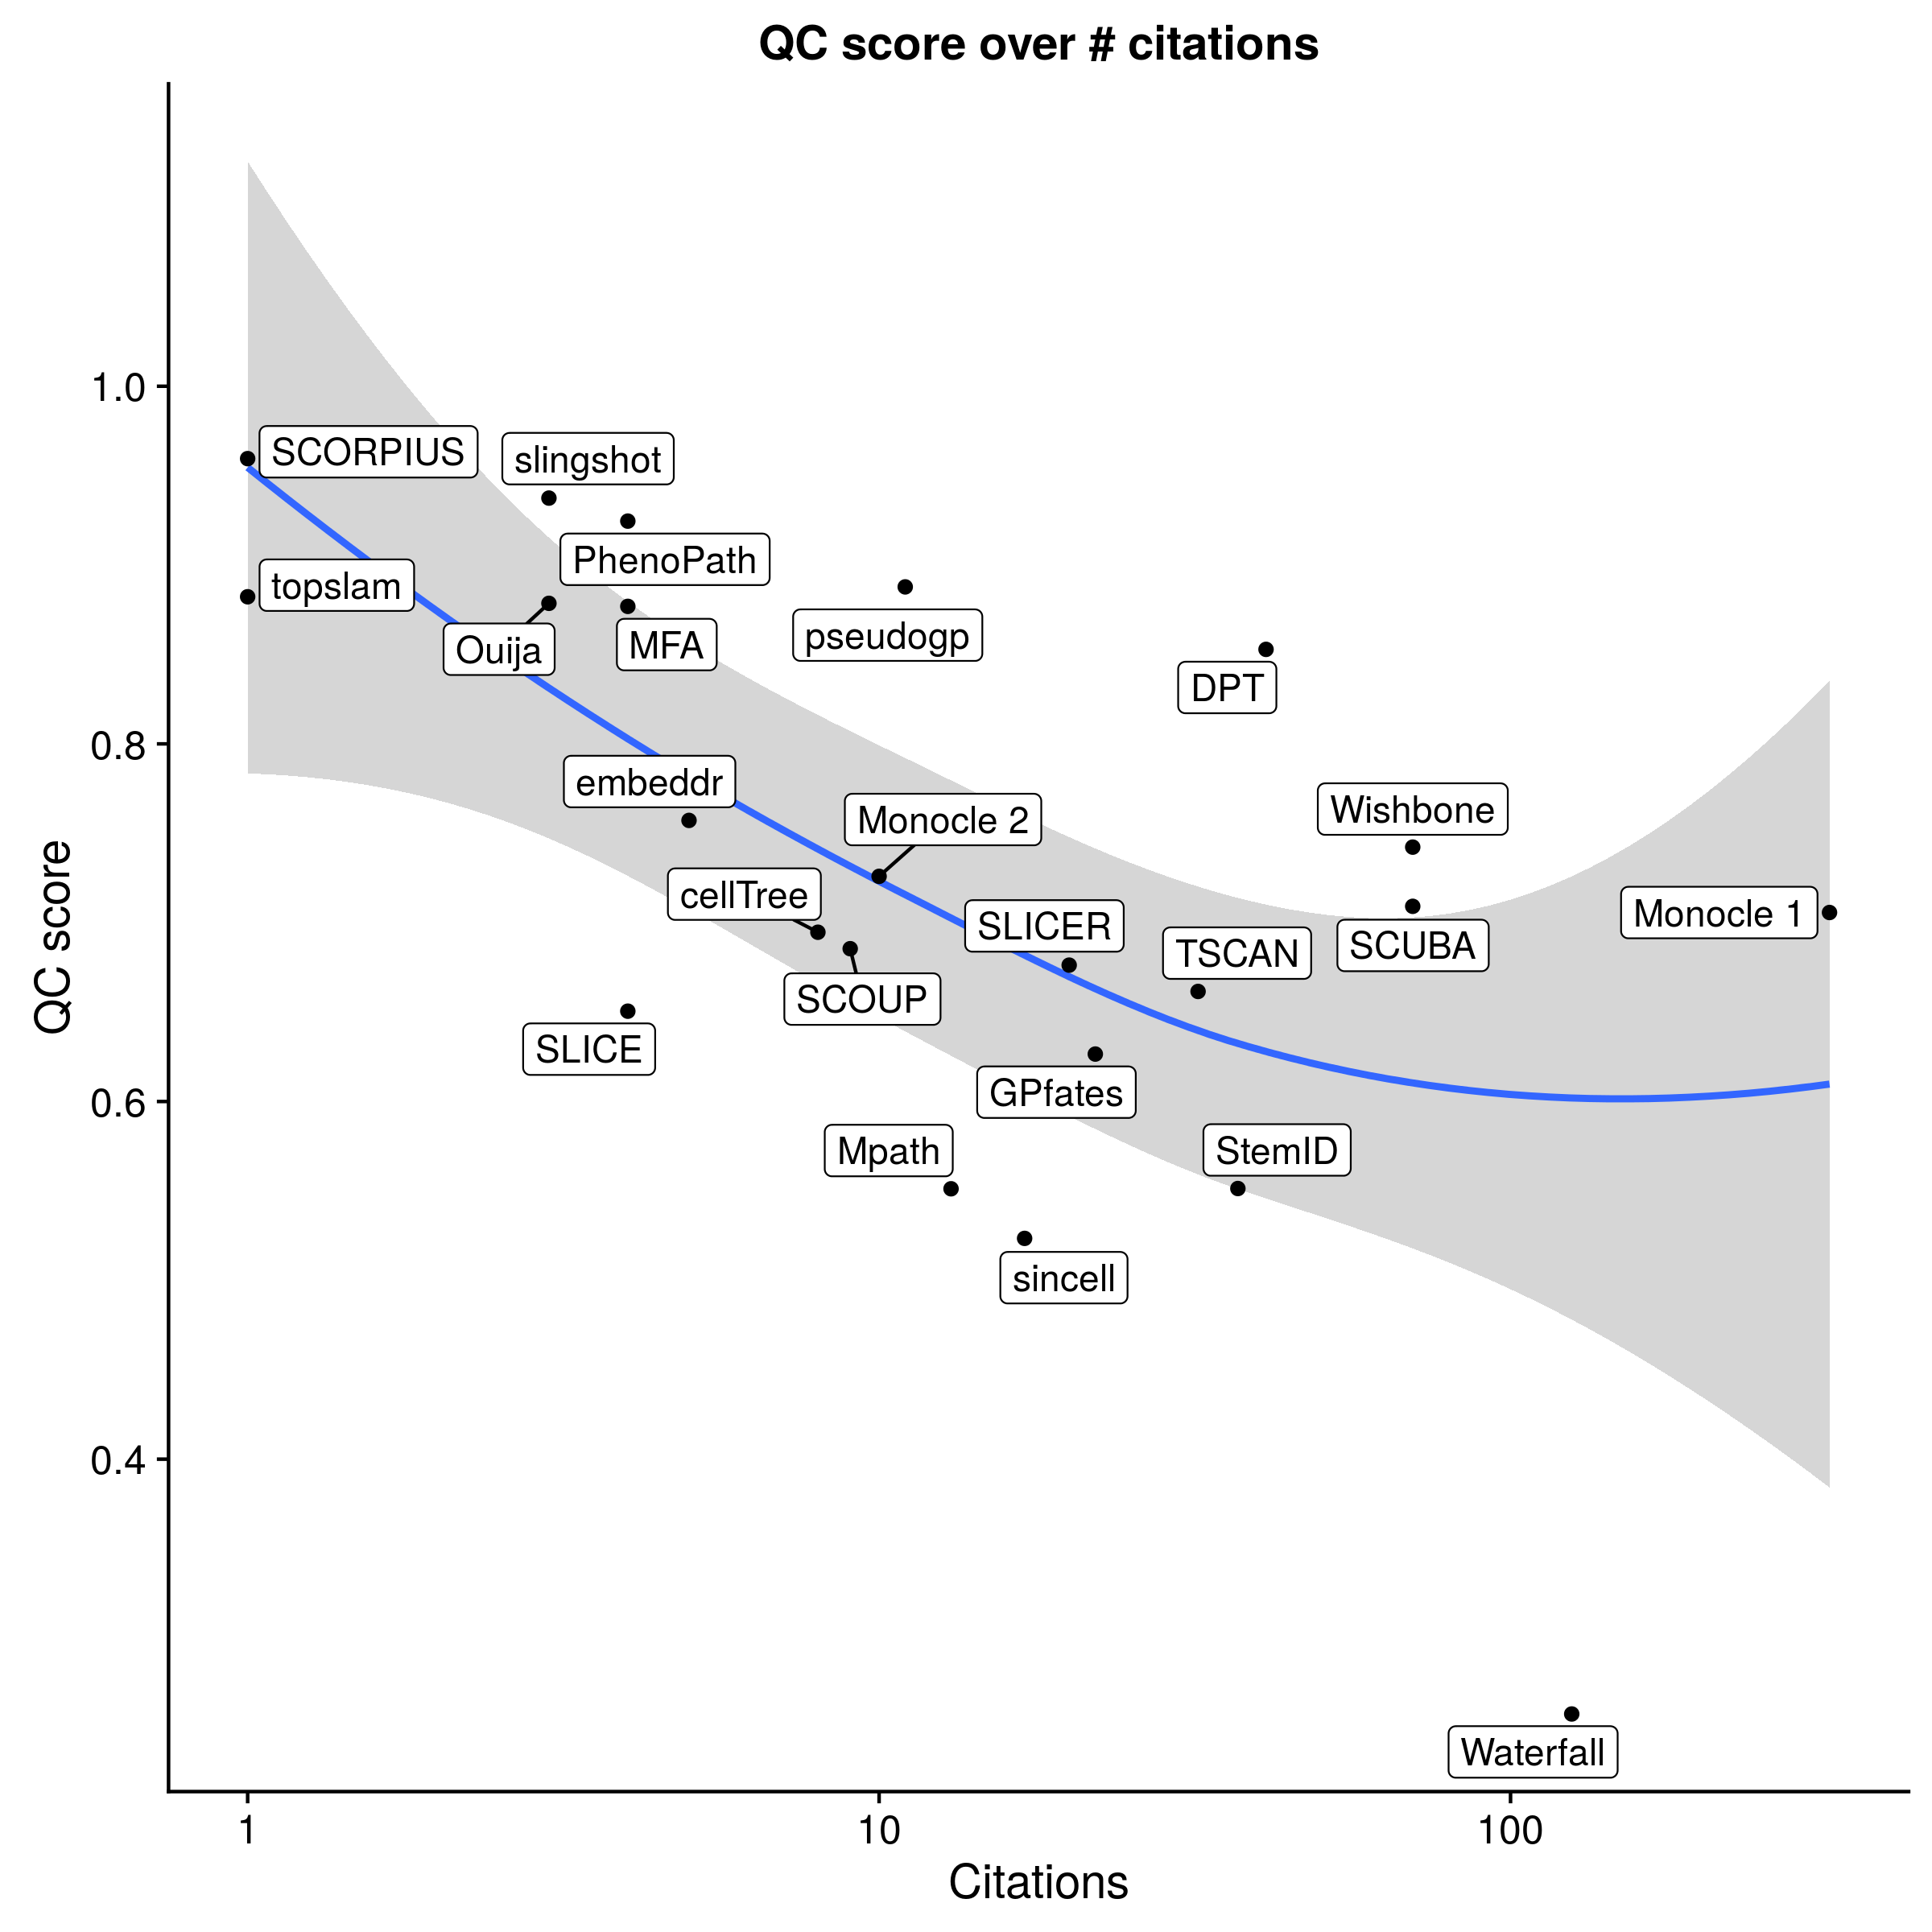 QC score over # citations
QC score
1.0
0.8
0.6
0.4
SCORPIUS
slingshot
PhenoPath
topslam
Ouija
MFA
pseudogp
DPT
embeddr
Monocle 2
Wishbone
cellTree
SLICER
TSCAN
SCUBA
Monocle 1
SCOUP
SLICE
GPfates
Mpath
StemID
sincell
Waterfall
1
10
100
Citations